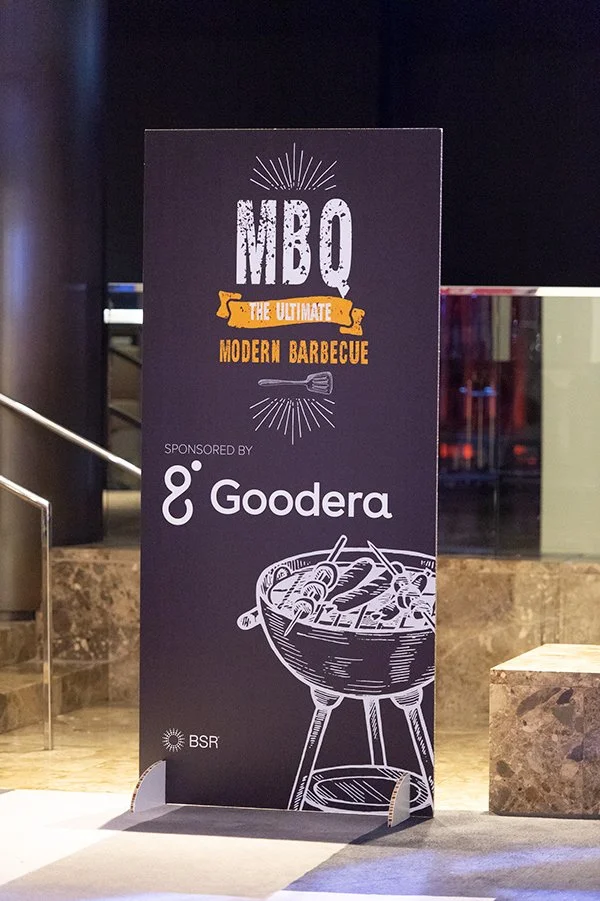 MBQ
THE ULTIMATE
MODERN BARBECUE
SPONSORED BY
Goodera
BSR